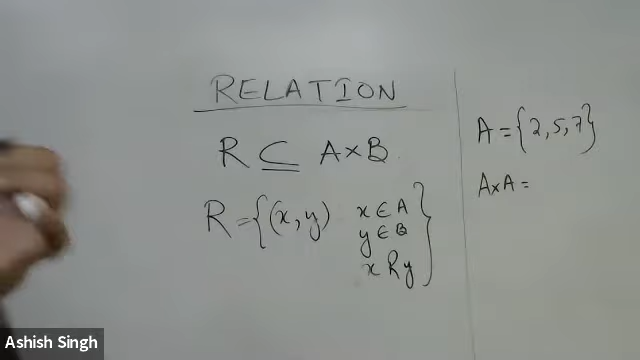 RELATION
R ⊆ A×B
R = {(x, y) x ∈ A
y ∈ B
x R y}
A = {2, 5, 7}
A×A =
Ashish Singh